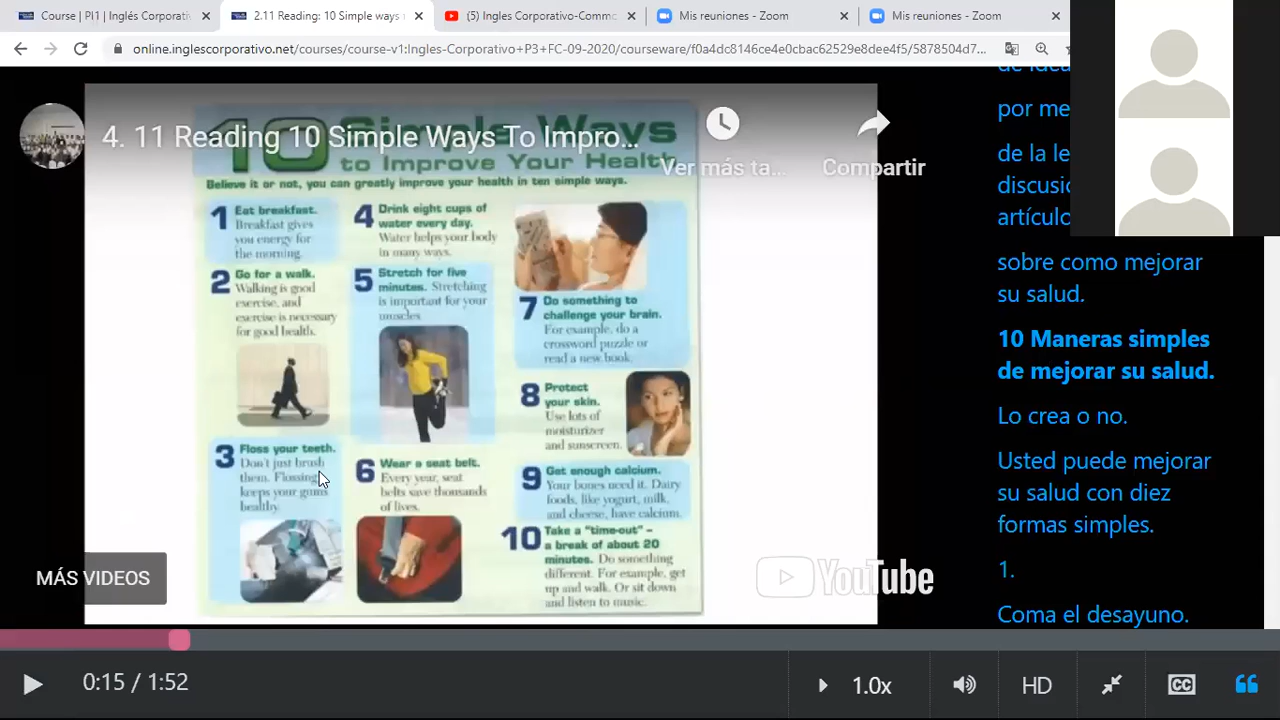 Course | Pi1 | Inglés Corporati
2.11 Reading: 10 Simple ways
(5) Ingles Corporativo-Commo
Mis reuniones - Zoom
Mis reuniones - Zoom
online.inglescorporativo.net/courses/course-v1:Ingles-Corporativo+P3+FC-09-2020/courseware/f0a4dc8146ce4e0cbac62529e8dee4f5/5878504d7...
4. 11 Reading 10 Simple Ways To Impro...
Ver más ta...
Compartir
10 Simple Ways
to Improve Your Health
Believe it or not, you can greatly improve your health in ten simple ways.
1 Eat breakfast.
Breakfast gives
you energy for
the morning.
2 Go for a walk.
Walking is good
exercise, and
exercise is necessary
for good health.
3 Floss your teeth.
Don't just brush
them. Flossing
keeps your gums
healthy.
4 Drink eight cups of
water every day.
Water helps your body
in many ways.
5 Stretch for five
minutes. Stretching
is important for your
muscles.
6 Wear a seat belt.
Every year, seat
belts save thousands
of lives.
7 Do something to
challenge your brain.
For example, do a
crossword puzzle or
read a new book.
8 Protect
your skin.
Use lots of
moisturizer
and sunscreen.
9 Get enough calcium.
Your bones need it. Dairy
foods, like yogurt, milk,
and cheese, have calcium.
10 Take a "time-out" –
a break of about 20
minutes. Do something
different. For example, get
up and walk. Or sit down
and listen to music.
MÁS VIDEOS
YouTube
por me
de la le
discusi
artículo
sobre como mejorar
su salud.
10 Maneras simples
de mejorar su salud.
Lo crea o no.
Usted puede mejorar
su salud con diez
formas simples.
1.
Coma el desayuno.
0:15 / 1:52
1.0x
HD
CC